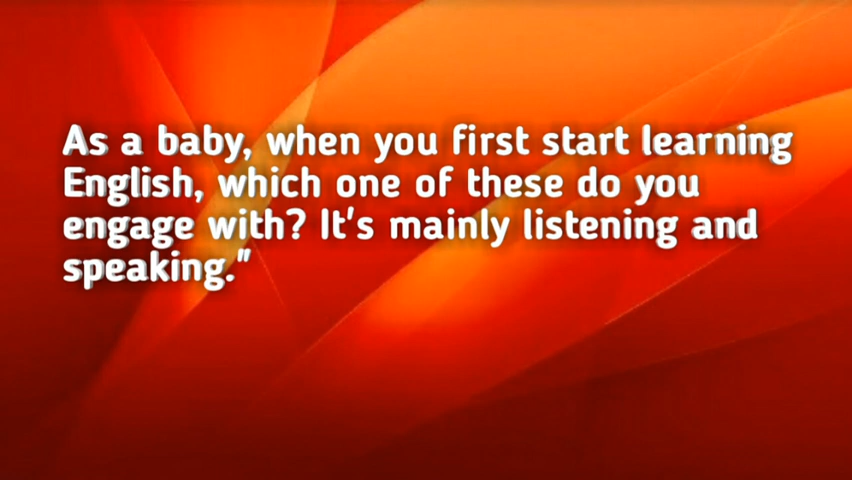 As a baby, when you first start learning
English, which one of these do you
engage with? It's mainly listening and
speaking."